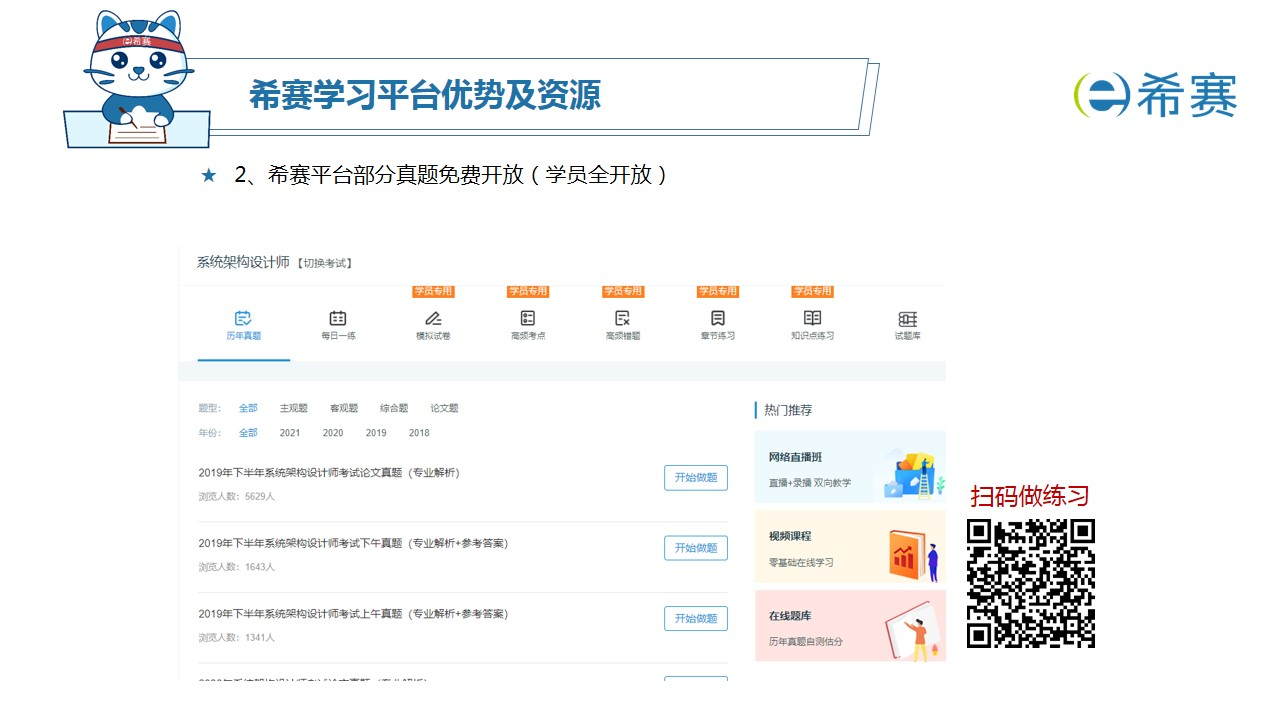 希赛
希赛学习平台优势及资源
希赛
★ 2、希赛平台部分真题免费开放（学员全开放）
系统架构设计师 【切换考试】
学员专用 学员专用 学员专用 学员专用 学员专用
历年真题 每日一练 模拟试卷 高频考点 高频错题 章节练习 知识点练习 试题库
题型： 全部 主观题 客观题 综合题 论文题
年份： 全部 2021 2020 2019 2018
2019年下半年系统架构设计师考试论文真题（专业解析）
浏览人数：5629人
开始做题
2019年下半年系统架构设计师考试下午真题（专业解析+参考答案）
浏览人数：1643人
开始做题
2019年下半年系统架构设计师考试上午真题（专业解析+参考答案）
浏览人数：1341人
开始做题
热门推荐
网络直播班
直播+录播 双向教学
视频课程
零基础在线学习
在线题库
历年真题自测估分
扫码做练习